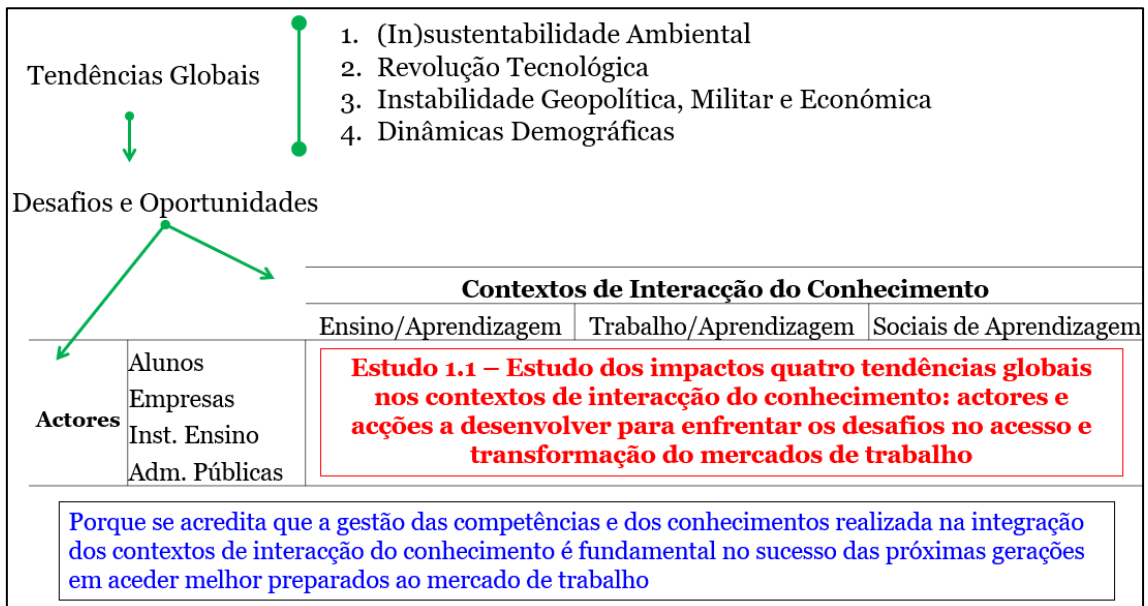 Tendências Globais
1. (In)sustentabilidade Ambiental
2. Revolução Tecnológica
3. Instabilidade Geopolítica, Militar e Económica
4. Dinâmicas Demográficas
Desafios e Oportunidades
Contextos de Interacção do Conhecimento
Ensino/Aprendizagem Trabalho/Aprendizagem Sociais de Aprendizagem
Actores
Alunos
Empresas
Inst. Ensino
Adm. Públicas
Estudo 1.1 – Estudo dos impactos quatro tendências globais
nos contextos de interacção do conhecimento: actores e
acções a desenvolver para enfrentar os desafios no acesso e
transformação do mercados de trabalho
Porque se acredita que a gestão das competências e dos conhecimentos realizada na integração
dos contextos de interacção do conhecimento é fundamental no sucesso das próximas gerações
em aceder melhor preparados ao mercado de trabalho